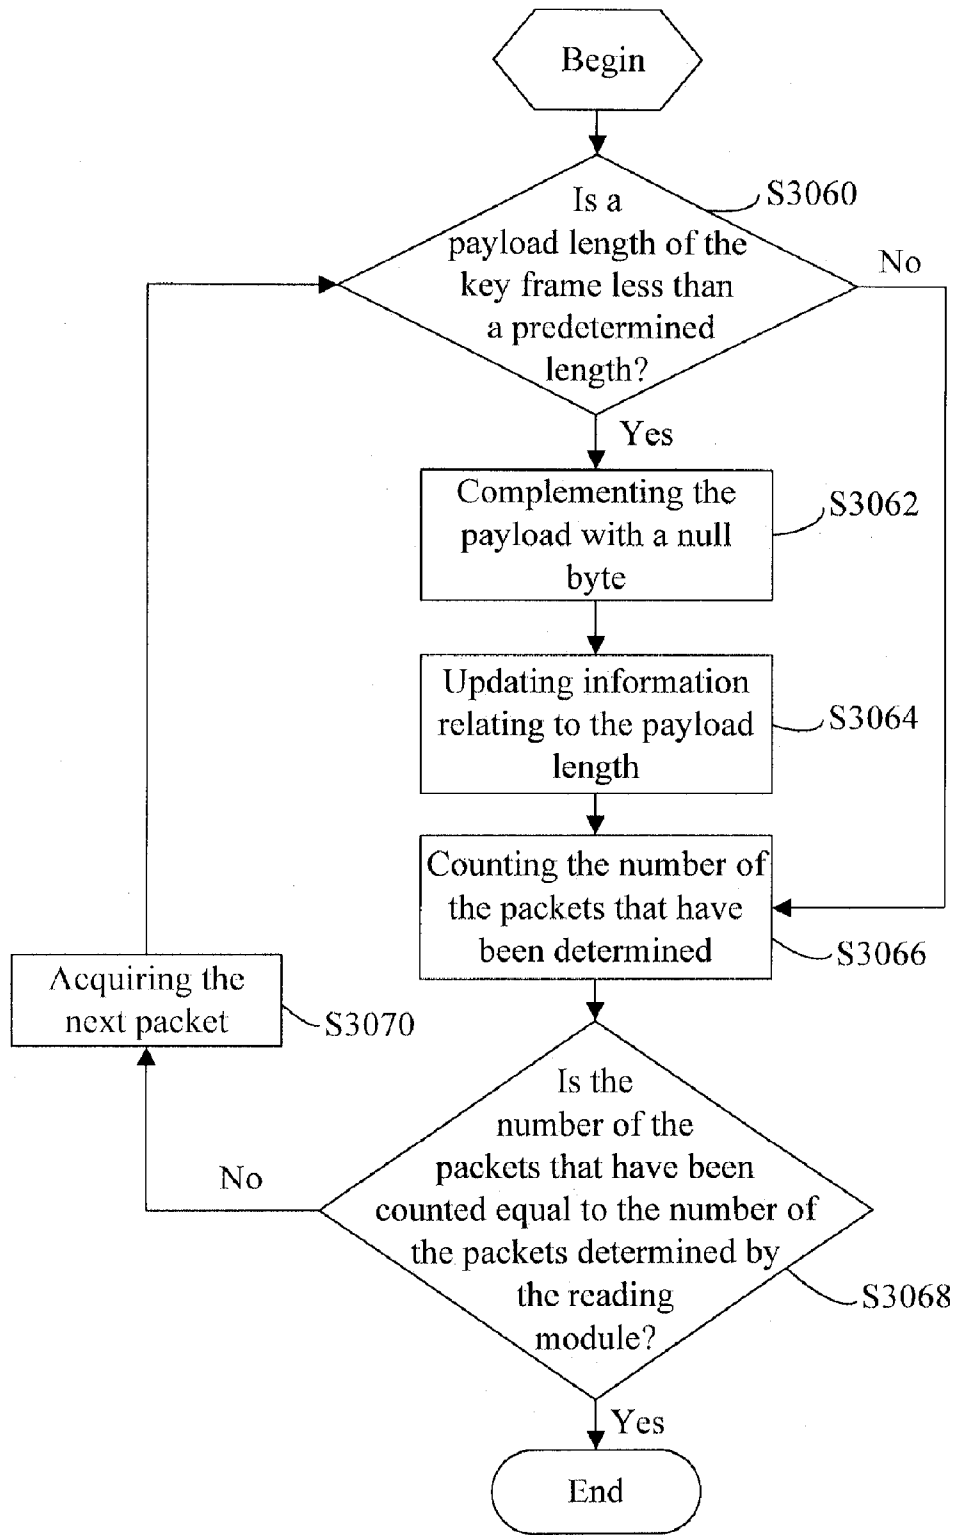 Begin
S3060
Is a
payload length of the
key frame less than
a predetermined
length?
No
Yes
Complementing the
payload with a null
byte
S3062
Updating information
relating to the payload
length
S3064
Counting the number of
the packets that have
been determined
S3066
Acquiring the
next packet
S3070
Is the
number of the
packets that have been
counted equal to the number of
the packets determined by
the reading
module?
No
S3068
Yes
End